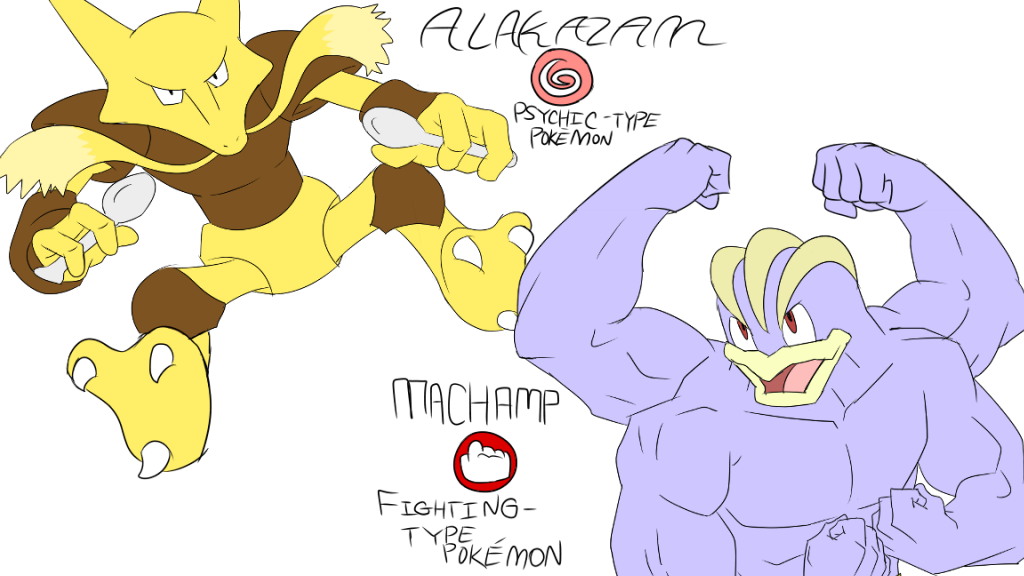 ALAKAZAM
PSYCHIC-TYPE
POKÉMON
MACHAMP
FIGHTING-
TYPE
POKÉMON